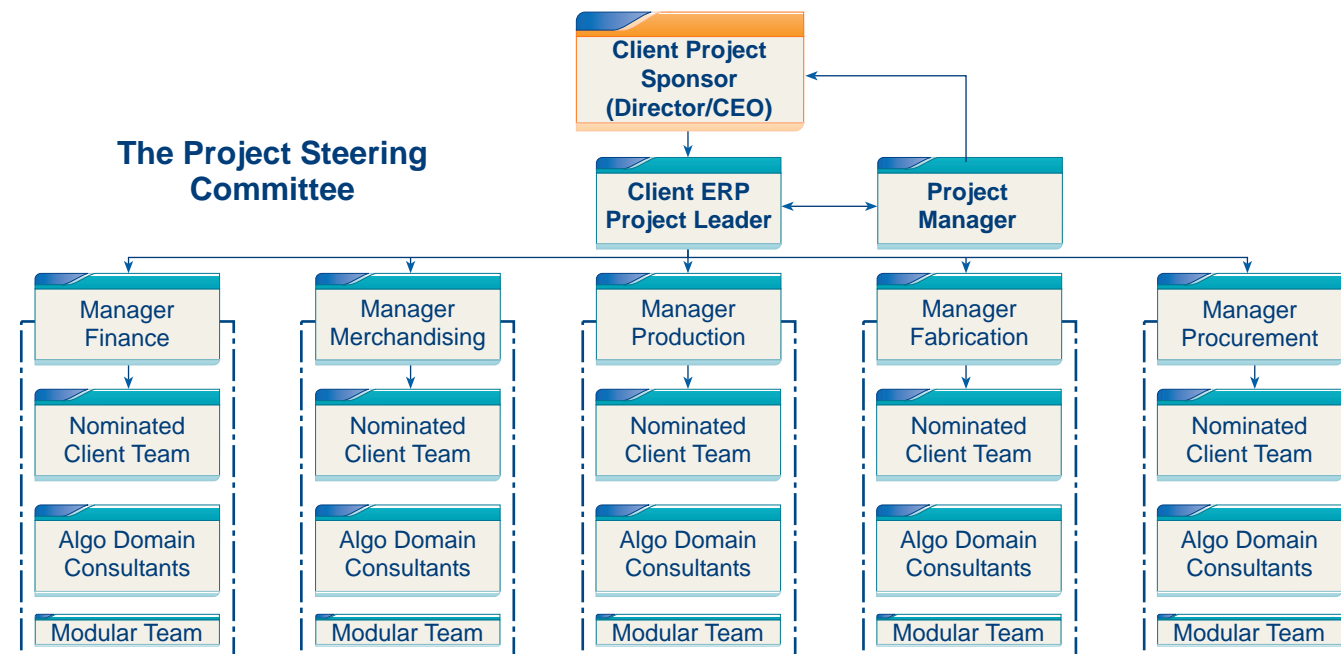 Client Project
Sponsor
(Director/CEO)
The Project Steering
Committee
Client ERP
Project Leader
Project
Manager
Manager
Finance
Manager
Merchandising
Manager
Production
Manager
Fabrication
Manager
Procurement
Nominated
Client Team
Nominated
Client Team
Nominated
Client Team
Nominated
Client Team
Nominated
Client Team
Algo Domain
Consultants
Algo Domain
Consultants
Algo Domain
Consultants
Algo Domain
Consultants
Algo Domain
Consultants
Modular Team
Modular Team
Modular Team
Modular Team
Modular Team